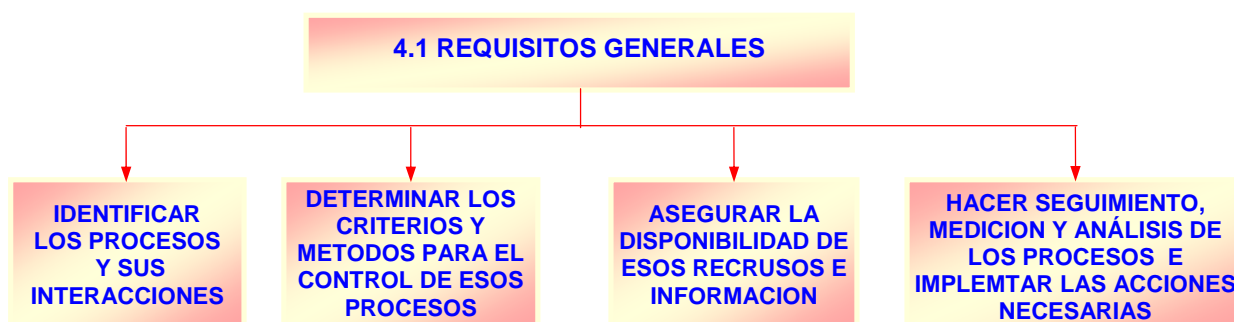 4.1 REQUISITOS GENERALES
IDENTIFICAR
LOS PROCESOS
Y SUS
INTERACCIONES
DETERMINAR LOS
CRITERIOS Y
METODOS PARA EL
CONTROL DE ESOS
PROCESOS
ASEGURAR LA
DISPONIBILIDAD DE
ESOS RECRUSOS E
INFORMACION
HACER SEGUIMIENTO,
MEDICION Y ANÁLISIS DE
LOS PROCESOS E
IMPLEMTAR LAS ACCIONES
NECESARIAS